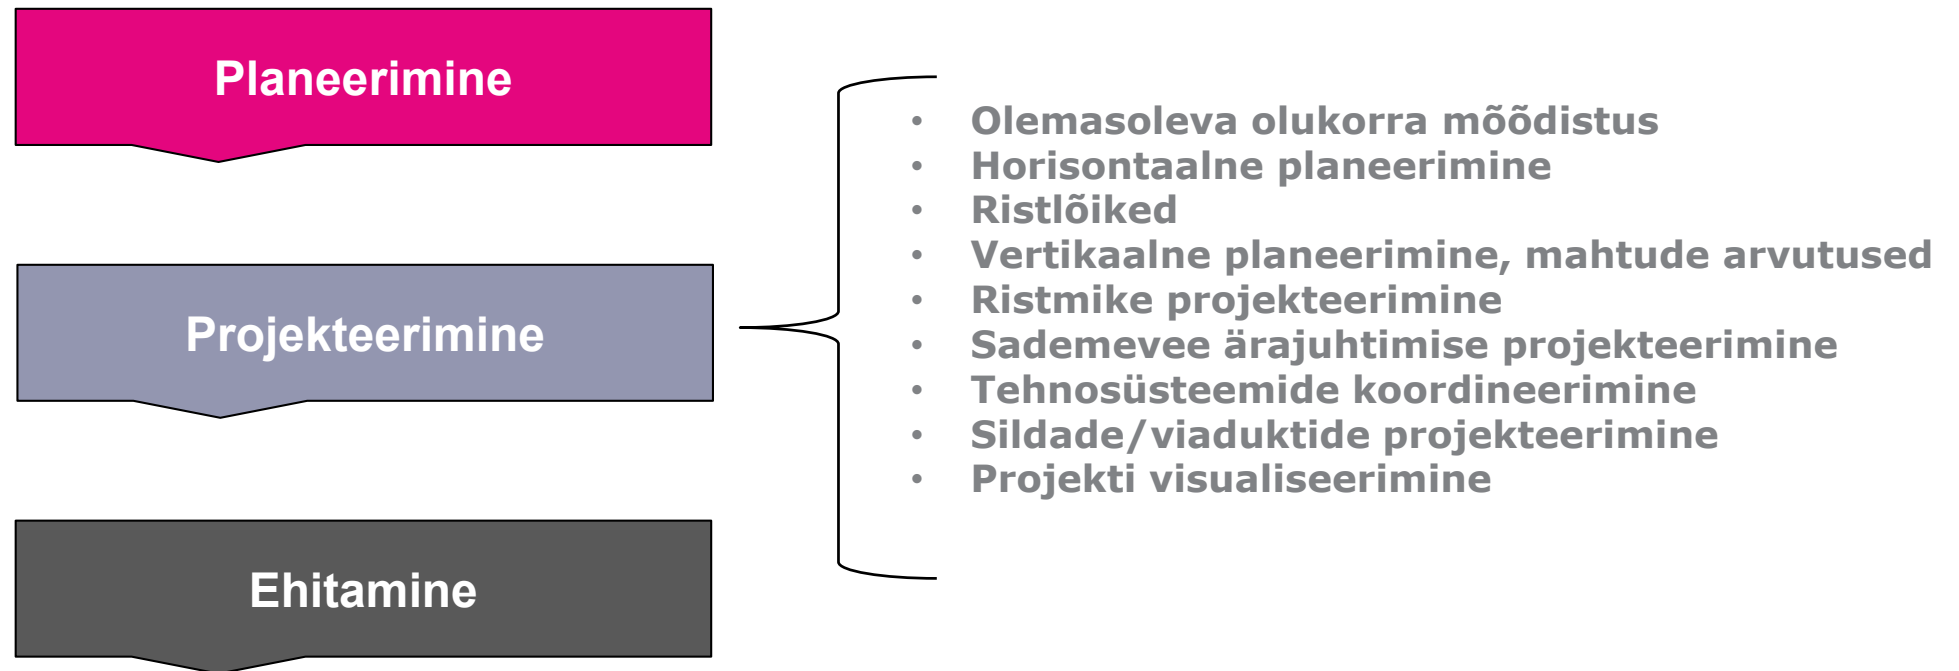 Planeerimine
Projekteerimine
Ehitamine
• Olemasoleva olukorra mõõdistus
• Horisontaalne planeerimine
• Ristlõiked
• Vertikaalne planeerimine, mahtude arvutused
• Ristmike projekteerimine
• Sademevee ärajuhtimise projekteerimine
• Tehnosüsteemide koordineerimine
• Sildade/viaduktide projekteerimine
• Projekti visualiseerimine